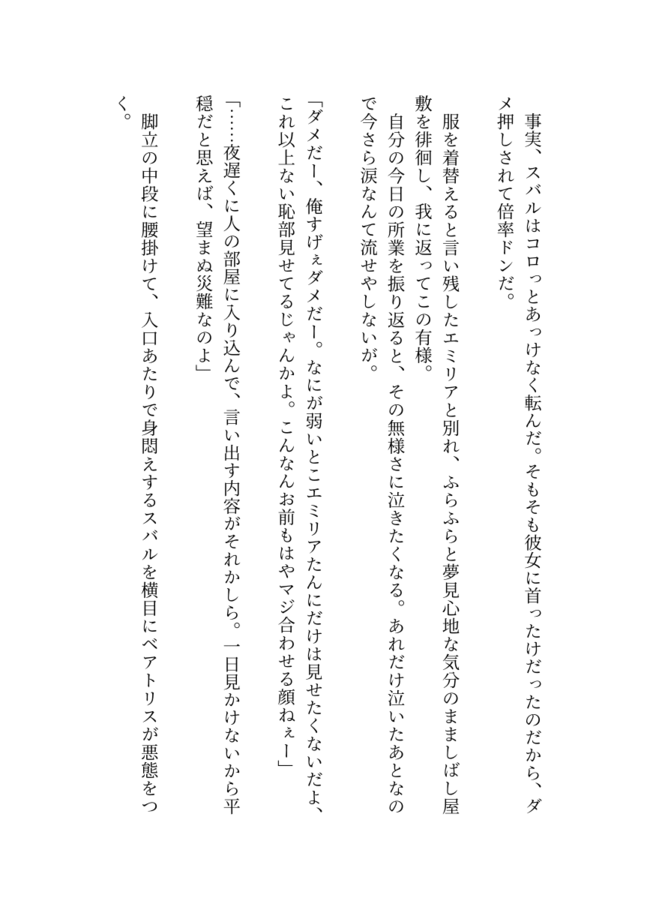 事実、スバルはコロっとあっけなく転んだ。そもそも彼女に首ったけだったのだから、ダ
メ押しされて倍率ドンだ。
服を着替えると言い残したエミリアと別れ、ふらふらと夢見心地な気分のまましばし屋
敷を徘徊し、我に返ってこの有様。
自分の今日の所業を振り返ると、その無様さに泣きたくなる。あれだけ泣いたあとなの
で今さら涙なんて流せやしないが。
「ダメだー、俺すげぇダメだー。なにが弱いとこエミリアたんにだけは見せたくないだよ、
これ以上ない恥部見せてるじゃんかよ。こんなんお前もはやマジ合わせる顔ねぇー」
「……夜遅くに人の部屋に入り込んで、言い出す内容がそれかしら。一日見かけないから平
穏だと思えば、望まぬ災難なのよ」
脚立の中段に腰掛けて、入口あたりで身悶えするスバルを横目にベアトリスが悪態をつ
く。